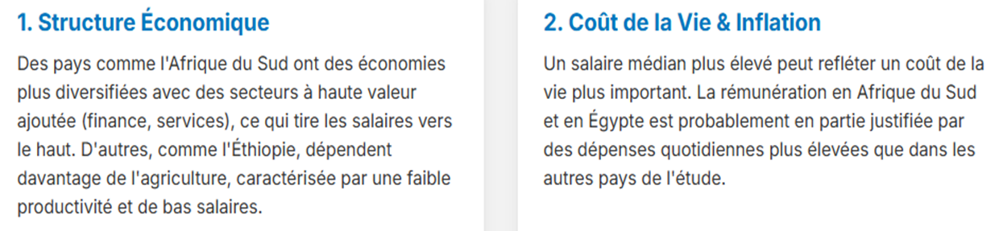 1. Structure Économique
Des pays comme l'Afrique du Sud ont des économies
plus diversifiées avec des secteurs à haute valeur
ajoutée (finance, services), ce qui tire les salaires vers
le haut. D'autres, comme l'Éthiopie, dépendent
davantage de l'agriculture, caractérisée par une faible
productivité et de bas salaires.
2. Coût de la Vie & Inflation
Un salaire médian plus élevé peut refléter un coût de la
vie plus important. La rémunération en Afrique du Sud
et en Égypte est probablement en partie justifiée par
des dépenses quotidiennes plus élevées que dans les
autres pays de l'étude.